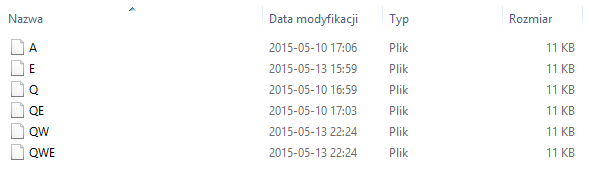 Nazwa Data modyfikacji Typ Rozmiar
A 2015-05-10 17:06 Plik 11 KB
E 2015-05-13 15:59 Plik 11 KB
Q 2015-05-10 16:59 Plik 11 KB
QE 2015-05-10 17:03 Plik 11 KB
QW 2015-05-13 22:24 Plik 11 KB
QWE 2015-05-13 22:24 Plik 11 KB